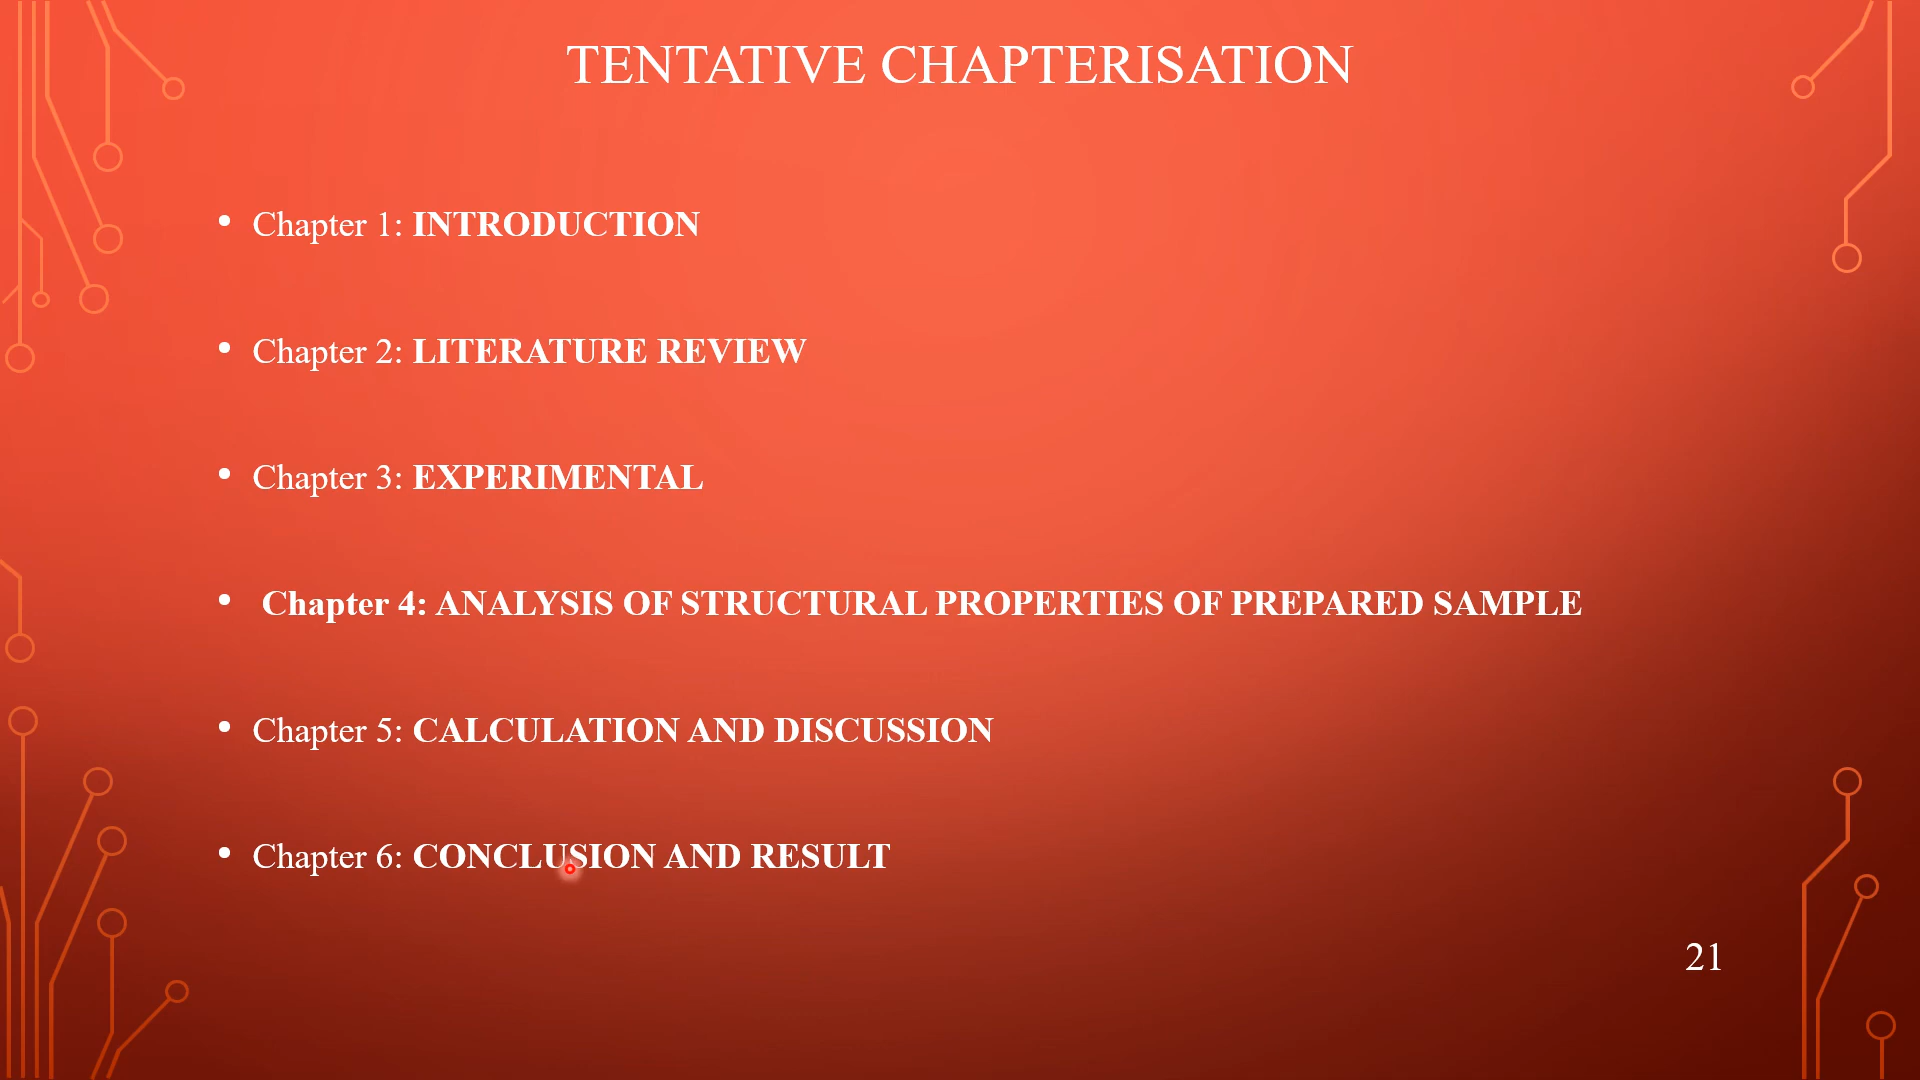 TENTATIVE CHAPTERISATION
• Chapter 1: INTRODUCTION
• Chapter 2: LITERATURE REVIEW
• Chapter 3: EXPERIMENTAL
• Chapter 4: ANALYSIS OF STRUCTURAL PROPERTIES OF PREPARED SAMPLE
• Chapter 5: CALCULATION AND DISCUSSION
• Chapter 6: CONCLUSION AND RESULT
21